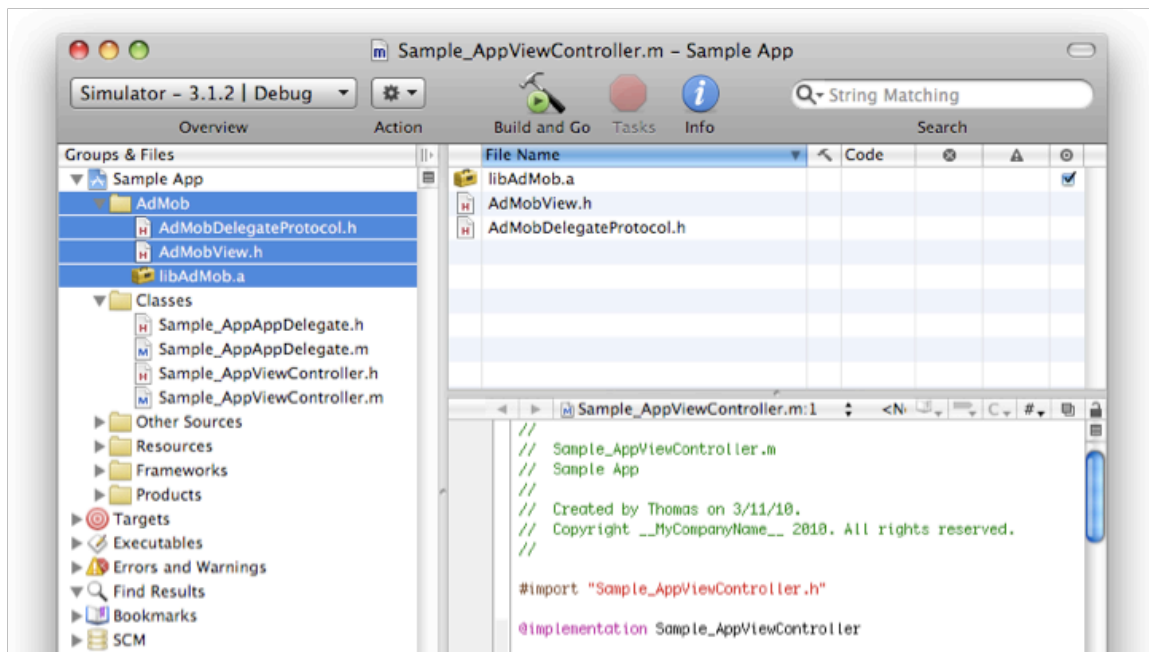 Sample_AppViewController.m – Sample App
Simulator – 3.1.2 | Debug
String Matching
Overview
Action
Build and Go
Tasks
Info
Search
Groups & Files
Sample App
AdMob
AdMobDelegateProtocol.h
AdMobView.h
libAdMob.a
Classes
Sample_AppAppDelegate.h
Sample_AppAppDelegate.m
Sample_AppViewController.h
Sample_AppViewController.m
Other Sources
Resources
Frameworks
Products
Targets
Executables
Errors and Warnings
Find Results
Bookmarks
SCM
File Name
Code
libAdMob.a
AdMobView.h
AdMobDelegateProtocol.h
Sample_AppViewController.m:1
C
#
//
// Sample_AppViewController.m
// Sample App
//
// Created by Thomas on 3/11/10.
// Copyright __MyCompanyName__ 2010. All rights reserved.
//
#import "Sample_AppViewController.h"
@implementation Sample_AppViewController